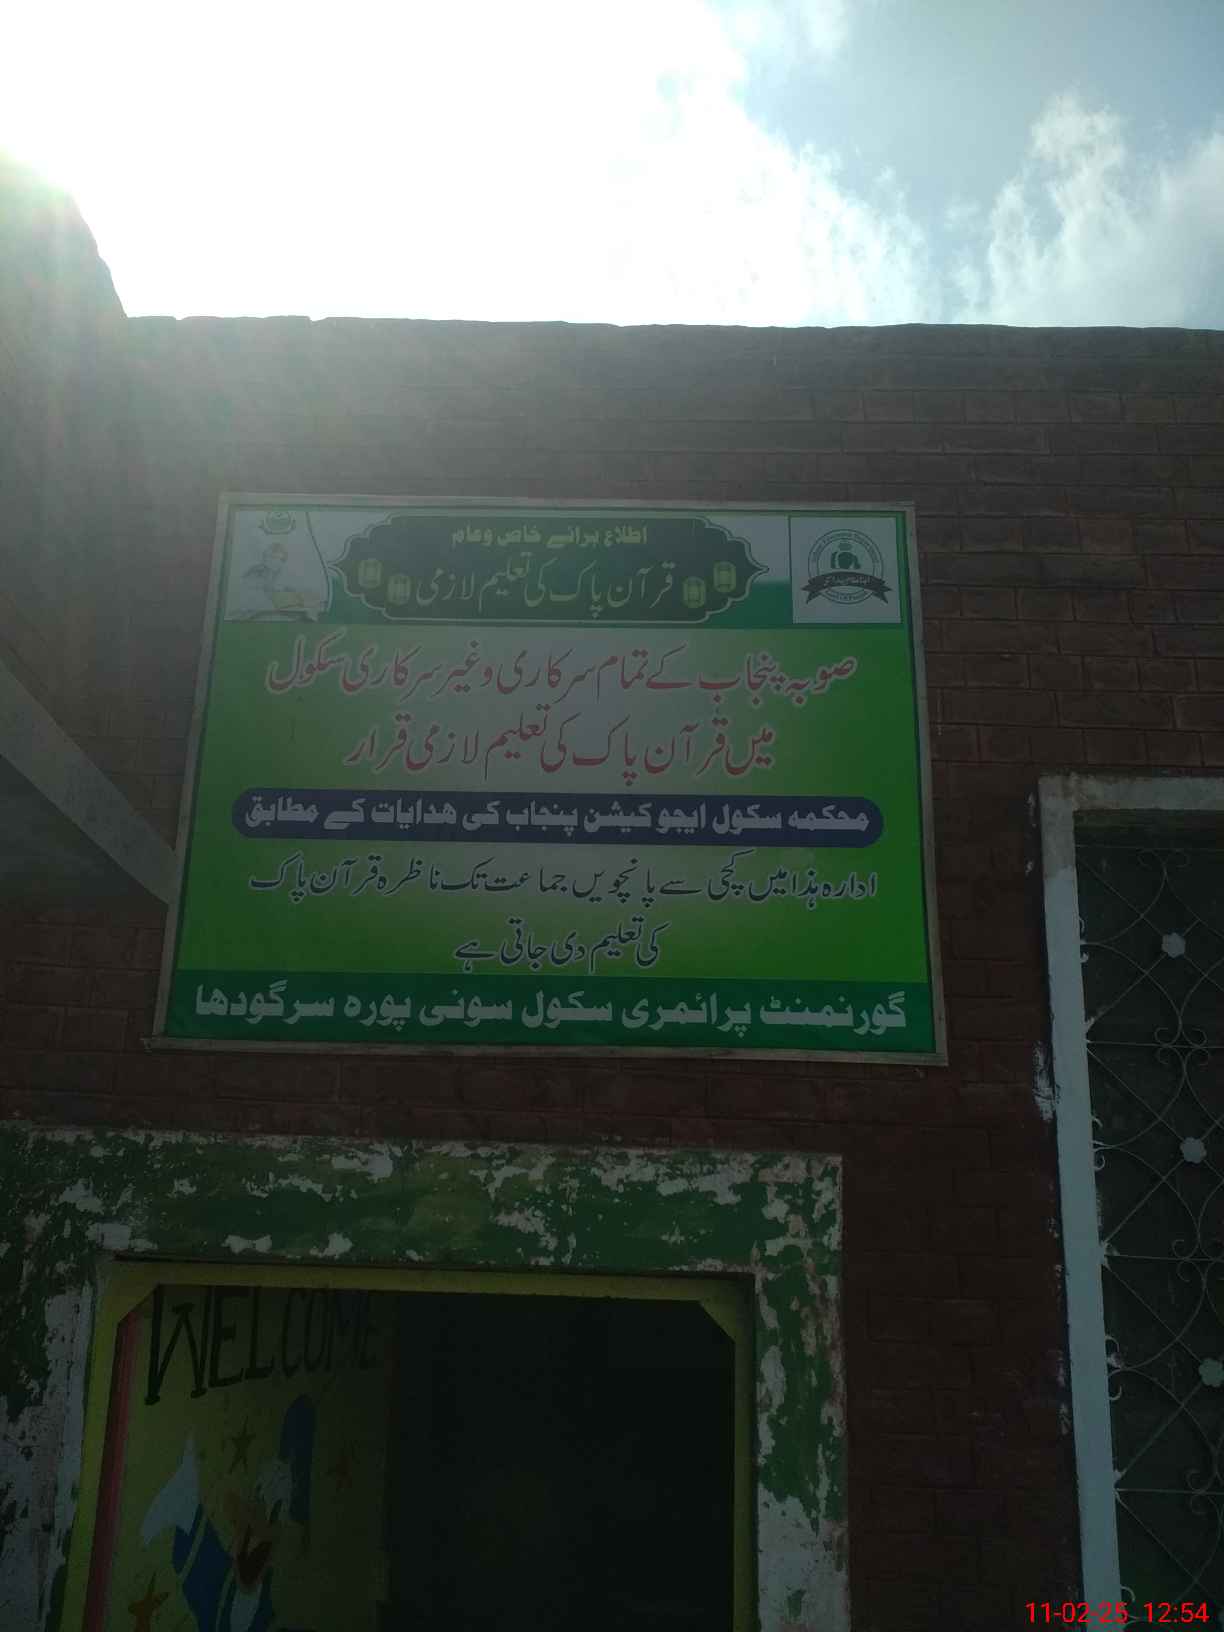 اطلاع برائے خاص وعام
قرآن پاک کی تعلیم لازمی
صوبہ پنجاب کے تمام سرکاری و غیر سرکاری سکول
میں قرآن پاک کی تعلیم لازمی قرار
محکمہ سکول ایجوکیشن پنجاب کی ھدایات کے مطابق
ادارہ ہذا میں کچی سے پانچویں جماعت تک ناظرہ قرآن پاک
کی تعلیم دی جاتی ہے
گورنمنٹ پرائمری سکول سونی پورہ سرگودھا
WELCOME
11-02-25 12:54